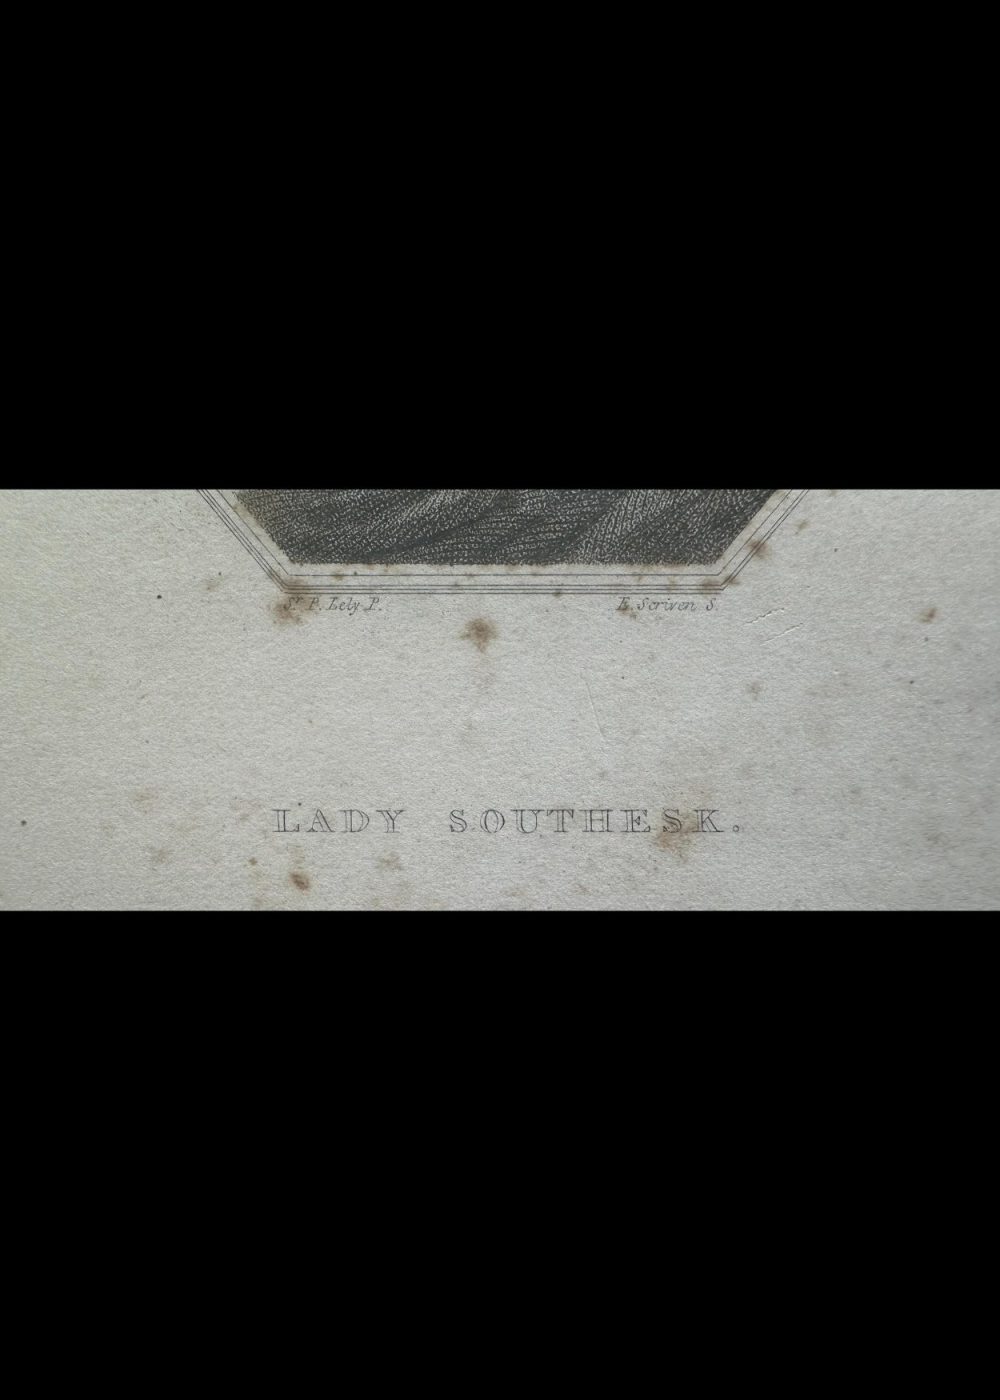 Sr. P. Lely P. E. Scriven S.
LADY SOUTHESK.